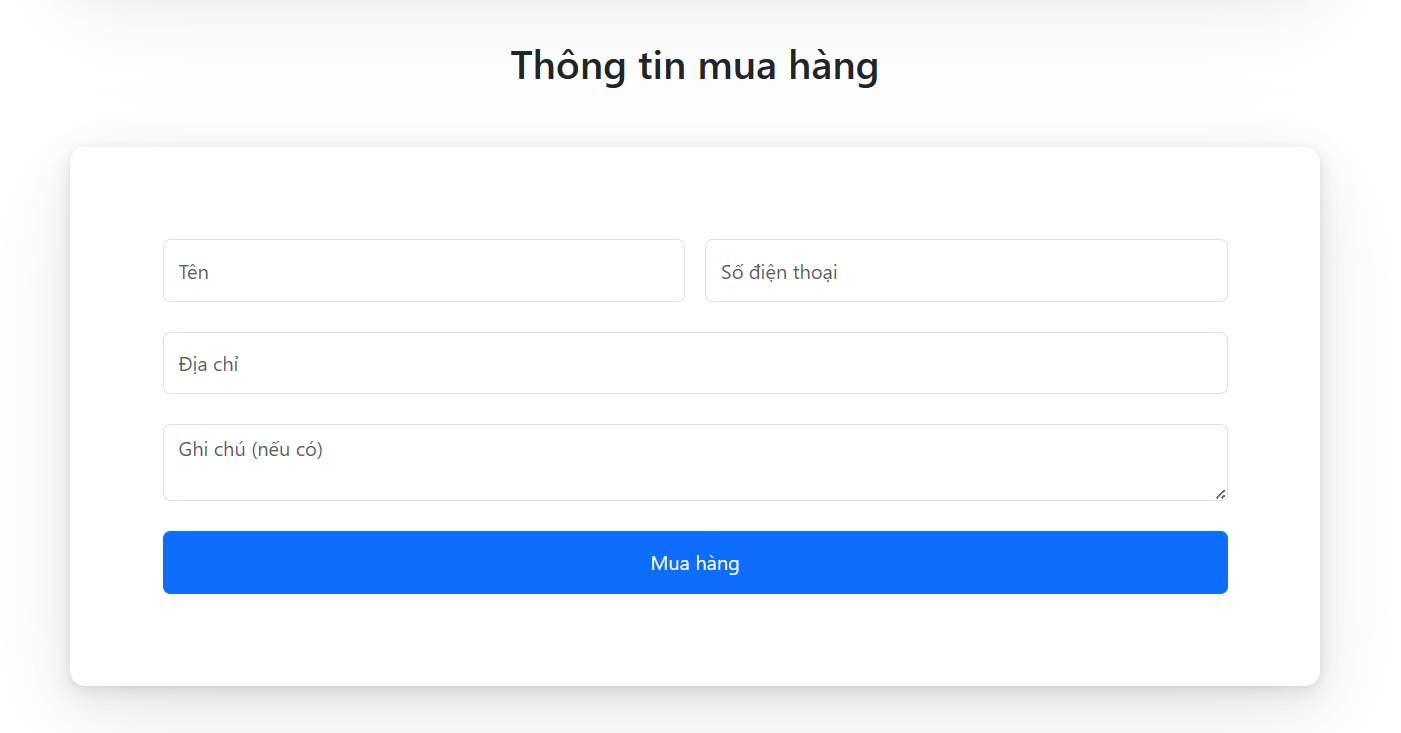 Thông tin mua hàng
Tên
Số điện thoại
Địa chỉ
Ghi chú (nếu có)
Mua hàng